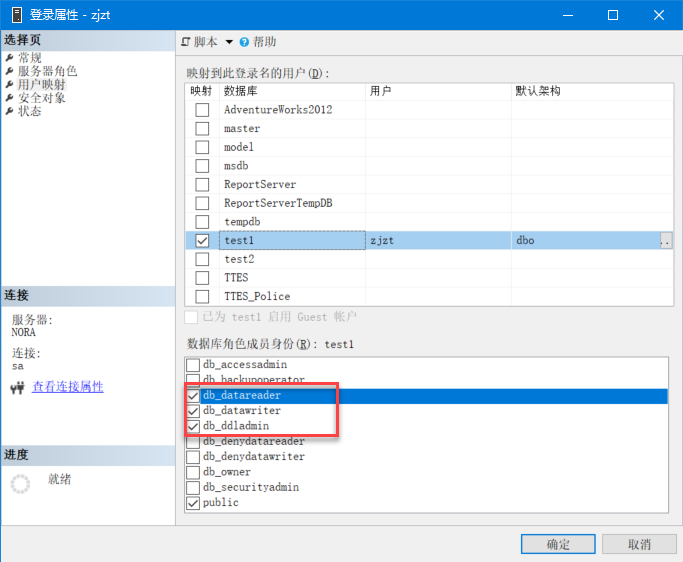 登录属性 - zjzt
选择页
常规
服务器角色
用户映射
安全对象
状态
脚本 帮助
映射到此登录名的用户(D):
映射 数据库 用户 默认架构
AdventureWorks2012
master
model
msdb
ReportServer
ReportServerTempDB
tempdb
test1 zjzt dbo ..
test2
TTES
TTES_Police
已为 test1 启用 Guest 帐户
数据库角色成员身份(R): test1
db_accessadmin
db_backupoperator
db_datareader
db_datawriter
db_ddladmin
db_denydatareader
db_denydatawriter
db_owner
db_securityadmin
public
连接
服务器:
NORA
连接:
sa
查看连接属性
进度
就绪
确定 取消